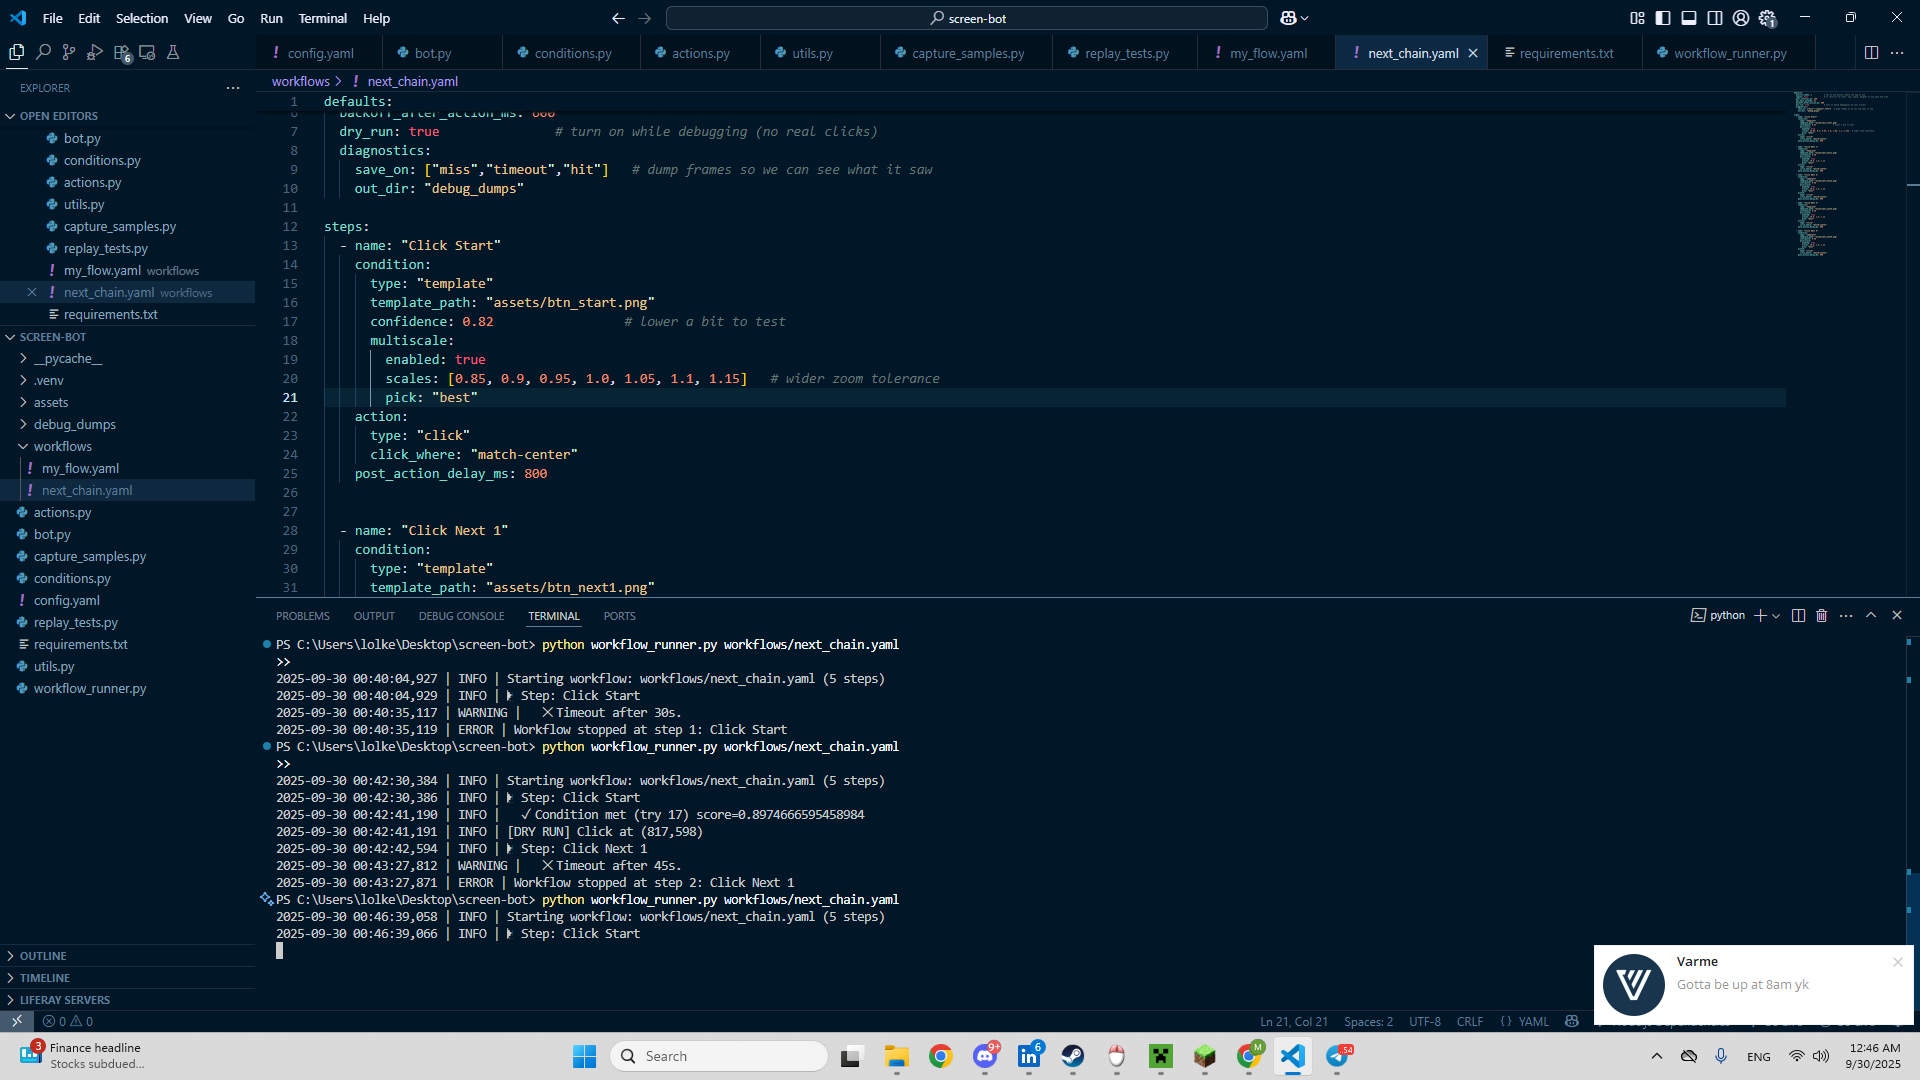 File Edit Selection View Go Run Terminal Help
screen-bot
1
6
config.yaml bot.py conditions.py actions.py utils.py capture_samples.py replay_tests.py my_flow.yaml next_chain.yaml requirements.txt workflow_runner.py
EXPLORER
OPEN EDITORS
bot.py
conditions.py
actions.py
utils.py
capture_samples.py
replay_tests.py
my_flow.yaml workflows
next_chain.yaml workflows
requirements.txt
SCREEN-BOT
__pycache__
.venv
assets
debug_dumps
workflows
my_flow.yaml
next_chain.yaml
actions.py
bot.py
capture_samples.py
conditions.py
config.yaml
replay_tests.py
requirements.txt
utils.py
workflow_runner.py
OUTLINE
TIMELINE
LIFERAY SERVERS
workflows > ! next_chain.yaml
1 defaults:
6 backoff_after_action_ms: 600
7 dry_run: true # turn on while debugging (no real clicks)
8 diagnostics:
9 save_on: ["miss","timeout","hit"] # dump frames so we can see what it saw
10 out_dir: "debug_dumps"
11
12 steps:
13 - name: "Click Start"
14 condition:
15 type: "template"
16 template_path: "assets/btn_start.png"
17 confidence: 0.82 # lower a bit to test
18 multiscale:
19 enabled: true
20 scales: [0.85, 0.9, 0.95, 1.0, 1.05, 1.1, 1.15] # wider zoom tolerance
21 pick: "best"
22 action:
23 type: "click"
24 click_where: "match-center"
25 post_action_delay_ms: 800
26
27
28 - name: "Click Next 1"
29 condition:
30 type: "template"
31 template_path: "assets/btn_next1.png"
PROBLEMS OUTPUT DEBUG CONSOLE TERMINAL PORTS
python
PS C:\Users\lolke\Desktop\screen-bot> python workflow_runner.py workflows/next_chain.yaml
>>
2025-09-30 00:40:04,927 | INFO | Starting workflow: workflows/next_chain.yaml (5 steps)
2025-09-30 00:40:04,929 | INFO | ▶ Step: Click Start
2025-09-30 00:40:35,117 | WARNING | ✕ Timeout after 30s.
2025-09-30 00:40:35,119 | ERROR | Workflow stopped at step 1: Click Start
PS C:\Users\lolke\Desktop\screen-bot> python workflow_runner.py workflows/next_chain.yaml
>>
2025-09-30 00:42:30,384 | INFO | Starting workflow: workflows/next_chain.yaml (5 steps)
2025-09-30 00:42:30,386 | INFO | ▶ Step: Click Start
2025-09-30 00:42:41,190 | INFO | ✓ Condition met (try 17) score=0.8974666595458984
2025-09-30 00:42:41,191 | INFO | [DRY RUN] Click at (817,598)
2025-09-30 00:42:42,594 | INFO | ▶ Step: Click Next 1
2025-09-30 00:43:27,812 | WARNING | ✕ Timeout after 45s.
2025-09-30 00:43:27,871 | ERROR | Workflow stopped at step 2: Click Next 1
PS C:\Users\lolke\Desktop\screen-bot> python workflow_runner.py workflows/next_chain.yaml
2025-09-30 00:46:39,058 | INFO | Starting workflow: workflows/next_chain.yaml (5 steps)
2025-09-30 00:46:39,066 | INFO | ▶ Step: Click Start
Varme
Gotta be up at 8am yk
0 0
Ln 21, Col 21 Spaces: 2 UTF-8 CRLF {} YAML
3
Finance headline
Stocks subdued...
Search
9+
6
M
54
ENG
12:46 AM
9/30/2025